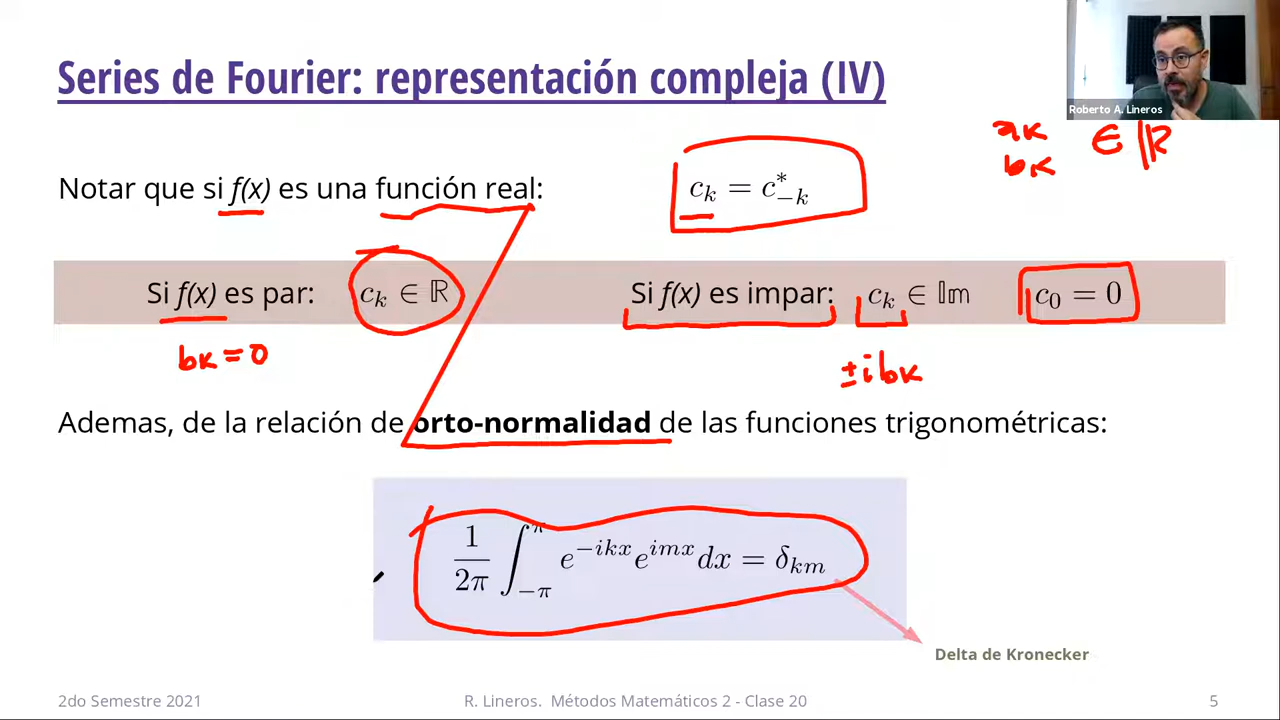 Series de Fourier: representación compleja (IV)
Roberto A. Lineros
ak
bk ∈ ℝ
Notar que si f(x) es una función real: c_k = c^*_{-k}
Si f(x) es par: c_k ∈ ℝ Si f(x) es impar: c_k ∈ 𝕀m c_0 = 0
bk = 0 ±i bk
Ademas, de la relación de orto-normalidad de las funciones trigonométricas:
\frac{1}{2π} \int_{-π}^{π} e^{-ikx} e^{imx} dx = δ_{km}
Delta de Kronecker
2do Semestre 2021 R. Lineros. Métodos Matemáticos 2 - Clase 20 5